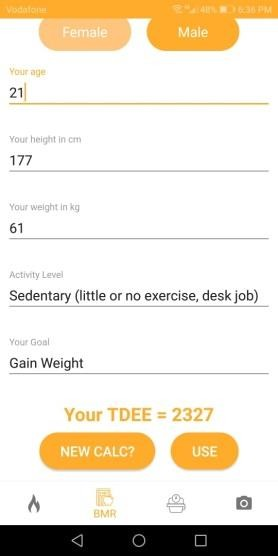 Vodafone
48%
6:36 PM
Female
Male
Your age
21
Your height in cm
177
Your weight in kg
61
Activity Level
Sedentary (little or no exercise, desk job)
Your Goal
Gain Weight
Your TDEE = 2327
NEW CALC?
USE
BMR